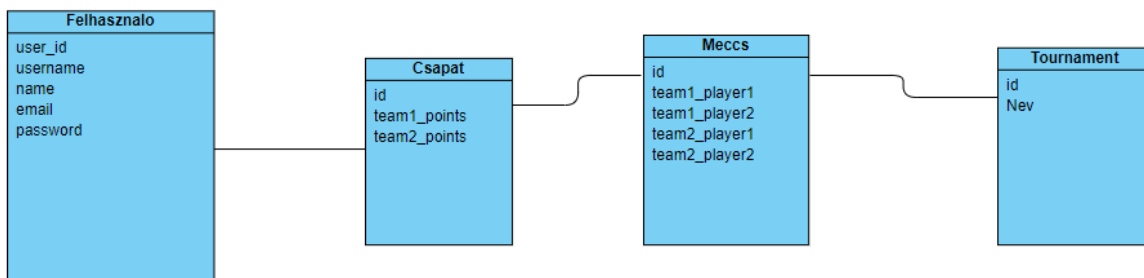 Felhasznalo
user_id
username
name
email
password
Csapat
id
team1_points
team2_points
Meccs
id
team1_player1
team1_player2
team2_player1
team2_player2
Tournament
id
Nev